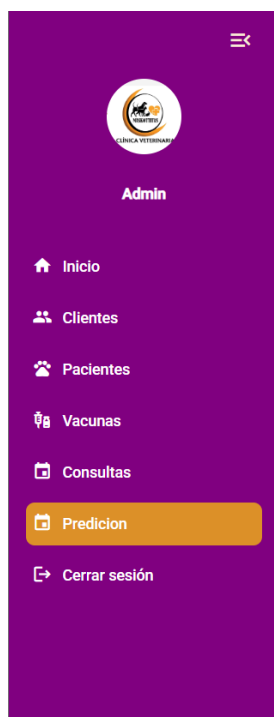 CLÍNICA VETERINARIA
Admin
Inicio
Clientes
Pacientes
Vacunas
Consultas
Predicion
Cerrar sesión